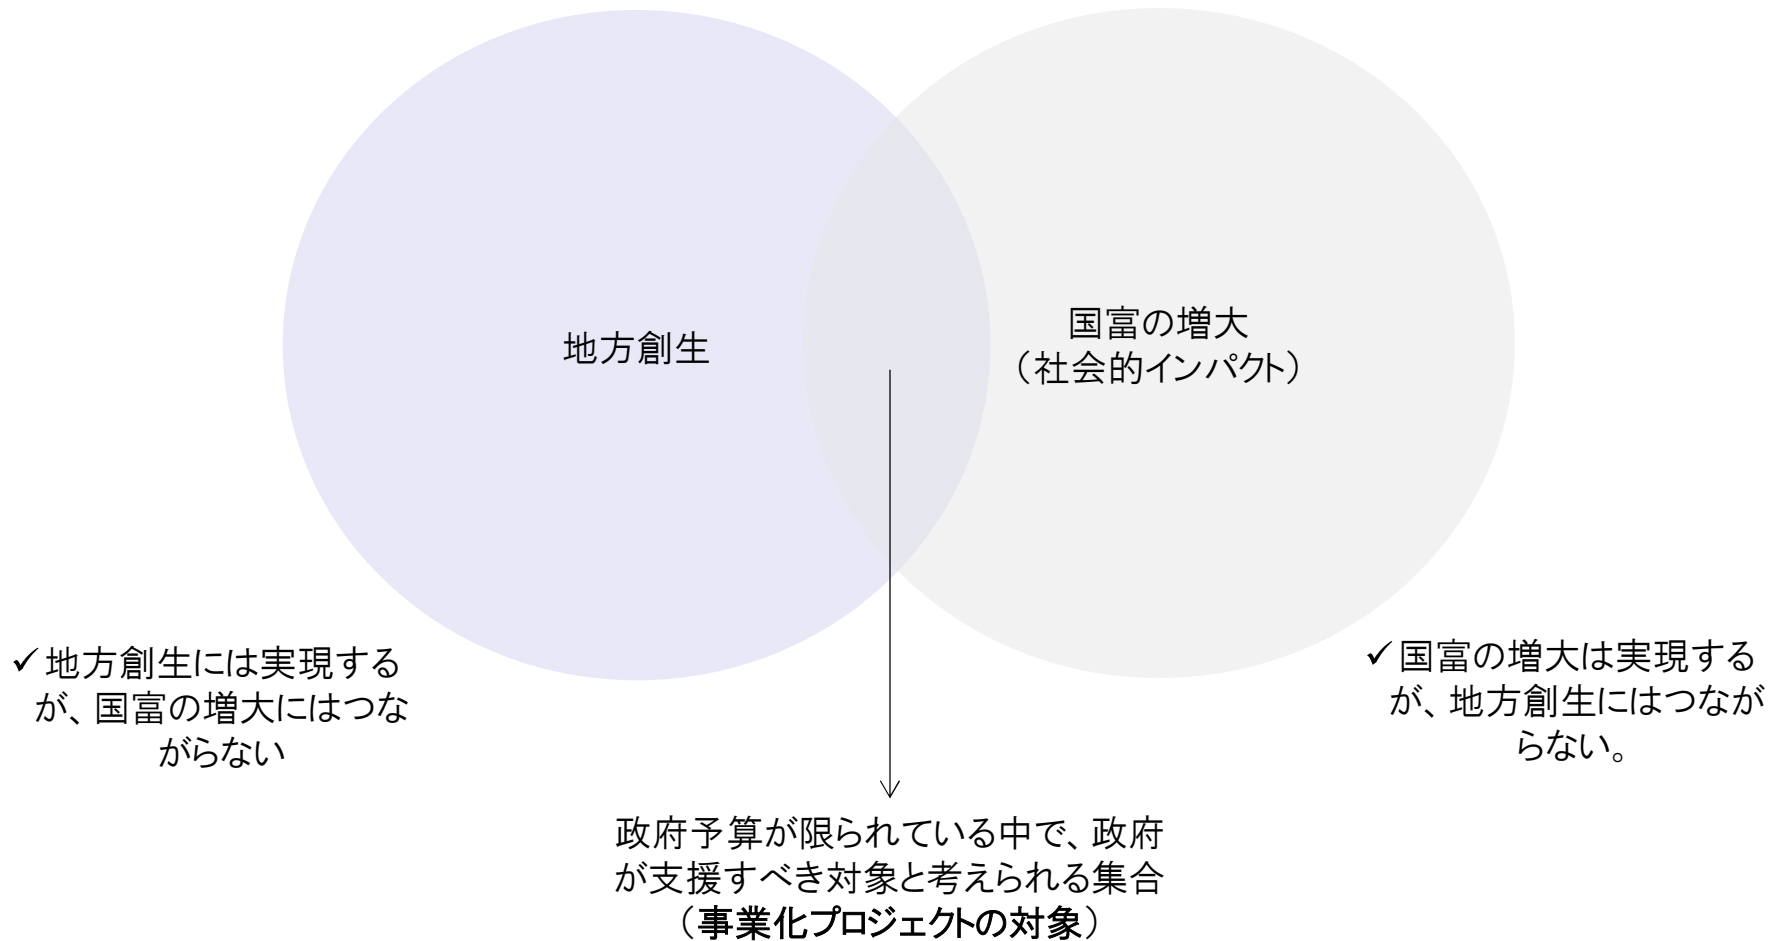 地方創生
国富の増大
（社会的インパクト）
✓地方創生には実現する
が、国富の増大にはつな
がらない
✓国富の増大は実現する
が、地方創生にはつなが
らない。
政府予算が限られている中で、政府
が支援すべき対象と考えられる集合
（事業化プロジェクトの対象）